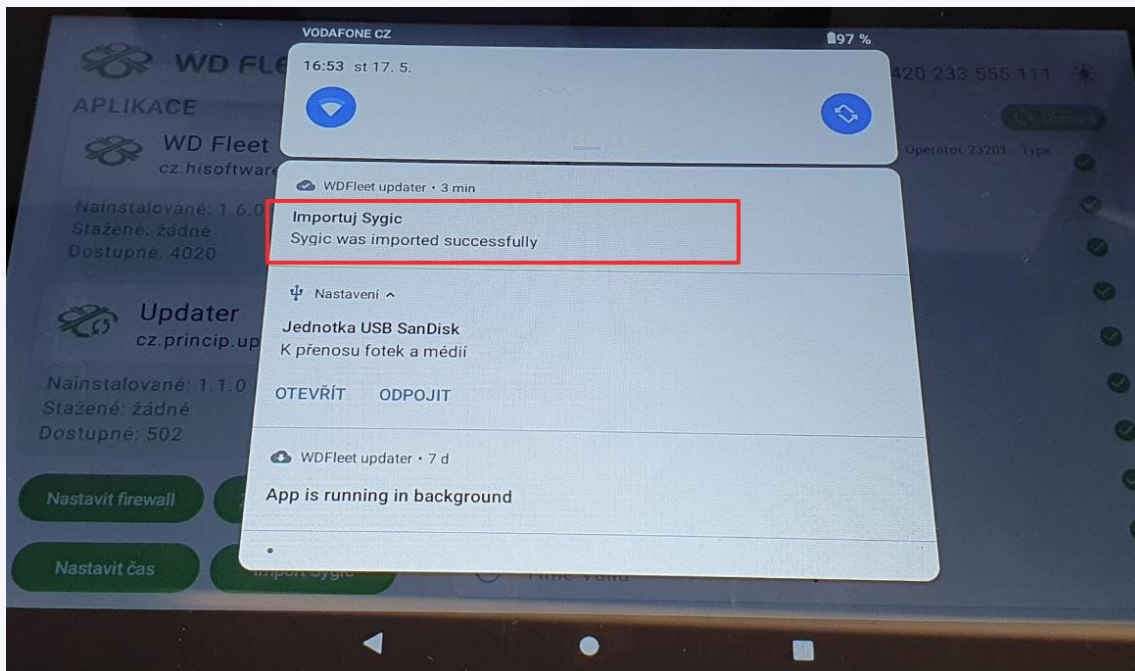 VODAFONE CZ
97 %
16:53 st 17. 5.
WD FLE
420 233 555 111
APLIKACE
WD Fleet
cz.hisoftware
Operator 23201 - Type
Nainstalované: 1.6.0
Stažené: žádné
Dostupné: 4020
WDFleet updater • 3 min
Importuj Sygic
Sygic was imported successfully
Nastavení
Jednotka USB SanDisk
K přenosu fotek a médií
OTEVŘÍT ODPOJIT
Updater
cz.princip.up
Nainstalované: 1.1.0
Stažené: žádné
Dostupné: 502
WDFleet updater • 7 d
App is running in background
Nastavit firewall
Nastavit čas
Import Sygic